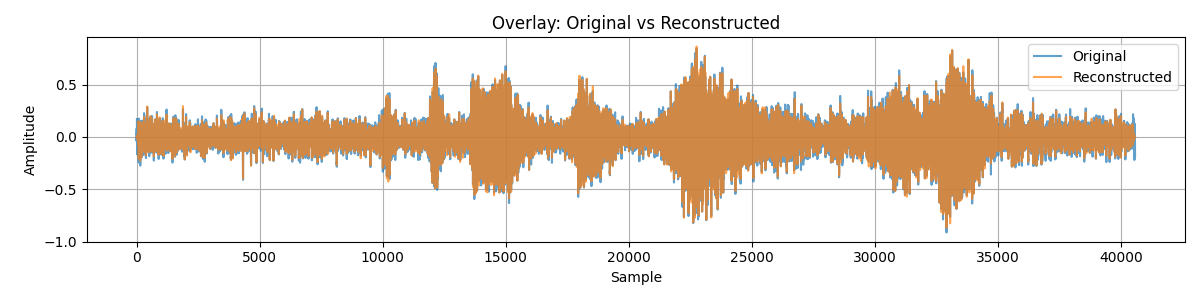 Overlay: Original vs Reconstructed
Original
Reconstructed
Amplitude
0.5
0.0
−0.5
−1.0
0 5000 10000 15000 20000 25000 30000 35000 40000
Sample